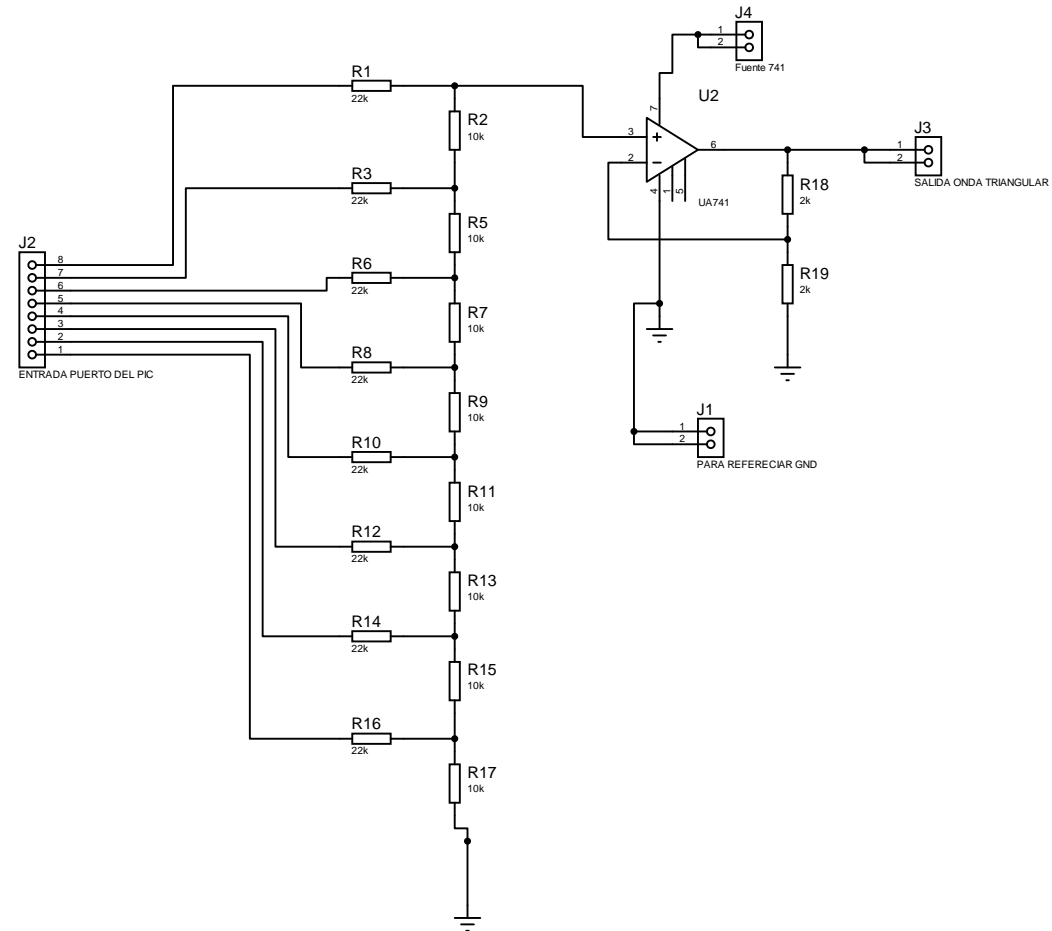 J4
1
2
Fuente 741
R1
22k
R2
10k
U2
7
3
2
6
4
1
5
UA741
J3
1
2
SALIDA ONDA TRIANGULAR
R3
22k
R18
2k
R5
10k
J2
8
7
6
5
4
3
2
1
ENTRADA PUERTO DEL PIC
R6
22k
R19
2k
R7
10k
R8
22k
R9
10k
J1
1
2
PARA REFERECIAR GND
R10
22k
R11
10k
R12
22k
R13
10k
R14
22k
R15
10k
R16
22k
R17
10k